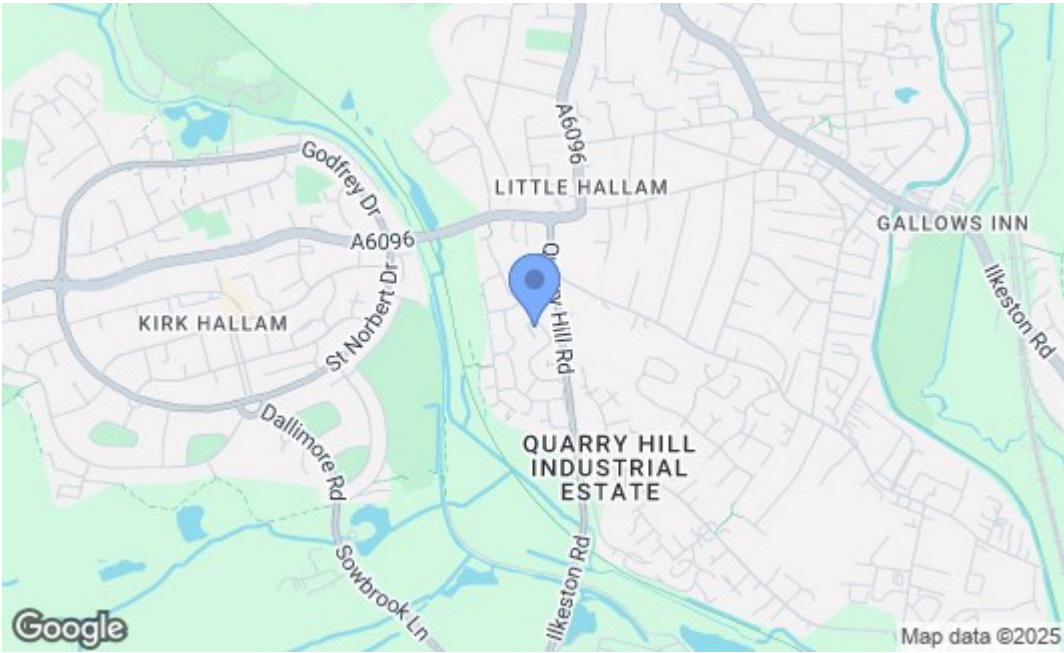 Godfrey Dr
A6096
LITTLE HALLAM
A6096
GALLOWS INN
Quarry Hill Rd
Ilkeston Rd
KIRK HALLAM
St Norbert Dr
Dallimore Rd
QUARRY HILL
INDUSTRIAL
ESTATE
Sowbrook Ln
Ilkeston Rd
Google
Map data ©2025